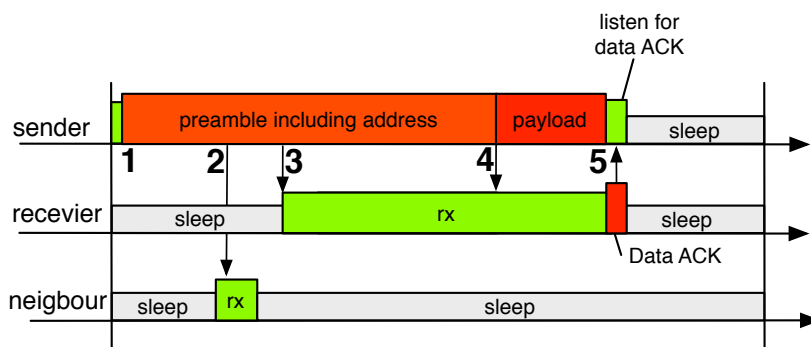 listen for
data ACK
preamble including address
payload
sender
sleep
1
2
3
4
5
recevier
sleep
rx
sleep
Data ACK
neigbour
sleep
rx
sleep